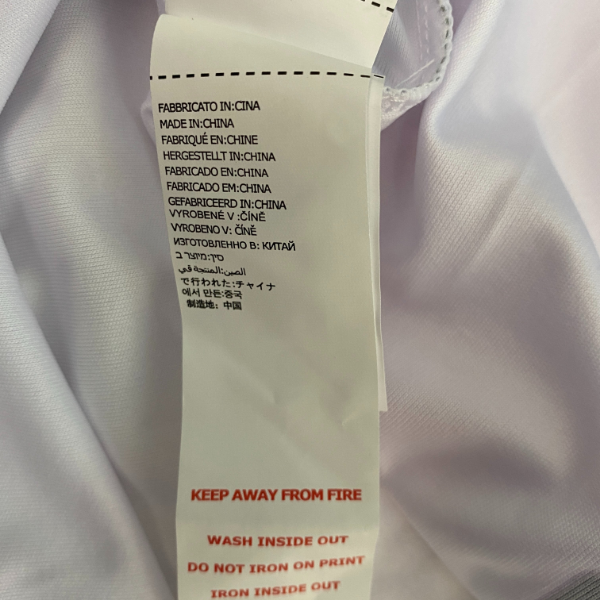 FABBRICATO IN:CINA
MADE IN:CHINA
FABRIQUÉ EN:CHINE
HERGESTELLT IN:CHINA
FABRICADO EN:CHINA
FABRICADO EM:CHINA
GEFABRICEERD IN:CHINA
VYROBENÉ V :ČÍNĚ
VYROBENO V: ČÍNĚ
ИЗГОТОВЛЕННО В: КИТАЙ
סין:מיוצר ב
الصين:المنتجة في
で行われた:チャイナ
에서 만든:중국
制造地: 中国
KEEP AWAY FROM FIRE
WASH INSIDE OUT
DO NOT IRON ON PRINT
IRON INSIDE OUT